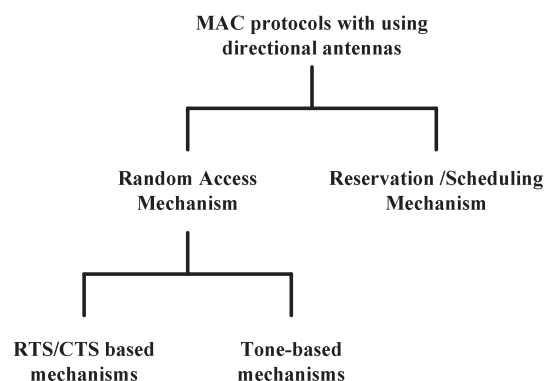 MAC protocols with using
directional antennas
Random Access
Mechanism
Reservation /Scheduling
Mechanism
RTS/CTS based
mechanisms
Tone-based
mechanisms